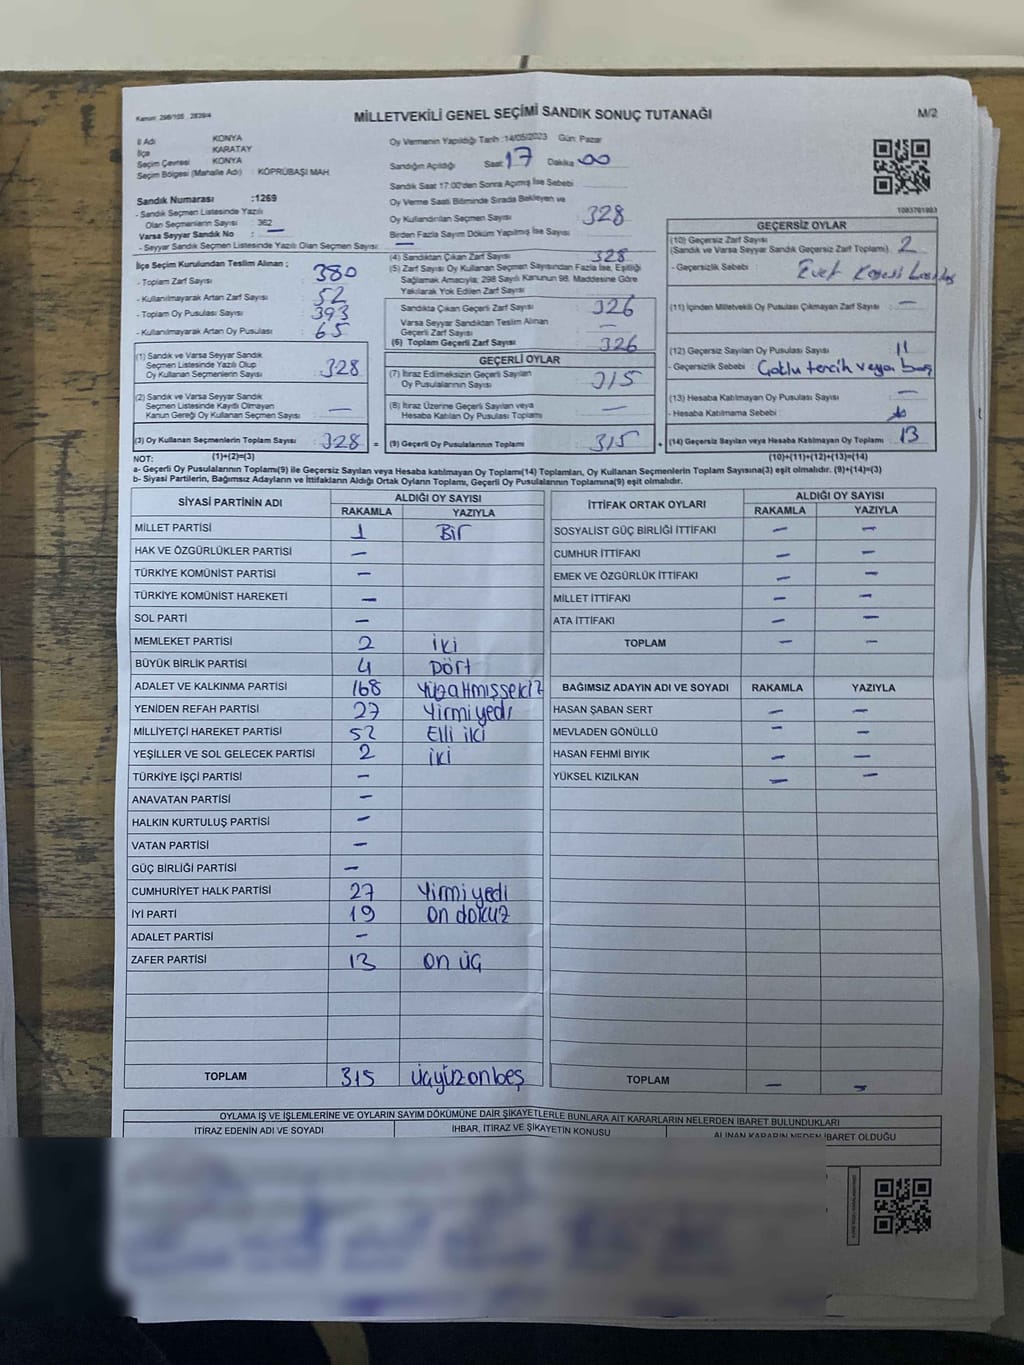 Kanun: 298/105 , 2839/4
MİLLETVEKİLİ GENEL SEÇİMİ SANDIK SONUÇ TUTANAĞI
M/2
İl Adı KONYA
İlçe KARATAY
Seçim Çevresi KONYA
Seçim Bölgesi (Mahalle Adı) : KÖPRÜBAŞI MAH.
Sandık Numarası :1269
- Sandık Seçmen Listesinde Yazılı
Olan Seçmenlerin Sayısı 362
Varsa Seyyar Sandık No : —
- Seyyar Sandık Seçmen Listesinde Yazılı Olan Seçmen Sayısı: —
Oy Vermenin Yapıldığı Tarih :14/05/2023 Gün: Pazar
Sandığın Açıldığı Saat: 17 Dakika: 00
Sandık Saat 17:00'den Sonra Açılmış İse Sebebi
Oy Verme Saati Bitiminde Sırada Bekleyen ve
Oy Kullandırılan Seçmen Sayısı 328
Birden Fazla Sayım Döküm Yapılmış İse Sayısı
İlçe Seçim Kurulundan Teslim Alınan ;
- Toplam Zarf Sayısı : 380
- Kullanılmayarak Artan Zarf Sayısı : 52
- Toplam Oy Pusulası Sayısı : 393
- Kullanılmayarak Artan Oy Pusulası : 65
(1) Sandık ve Varsa Seyyar Sandık
Seçmen Listesinde Yazılı Olup
Oy Kullanan Seçmenlerin Sayısı : 328
(2) Sandık ve Varsa Seyyar Sandık
Seçmen Listesinde Kayıtlı Olmayan
Kanun Gereği Oy Kullanan Seçmen Sayısı : —
(3) Oy Kullanan Seçmenlerin Toplam Sayısı : 328 =
(4) Sandıktan Çıkan Zarf Sayısı : 328
(5) Zarf Sayısı Oy Kullanan Seçmen Sayısından Fazla İse, Eşitliği
Sağlamak Amacıyla; 298 Sayılı Kanunun 98. Maddesine Göre
Yakılarak Yok Edilen Zarf Sayısı
Sandıkta Çıkan Geçerli Zarf Sayısı : 326
Varsa Seyyar Sandıktan Teslim Alınan
Geçerli Zarf Sayısı : —
(6) Toplam Geçerli Zarf Sayısı : 326
GEÇERLİ OYLAR
(7) İtiraz Edilmeksizin Geçerli Sayılan
Oy Pusulalarının Sayısı : 315
(8) İtiraz Üzerine Geçerli Sayılan veya
Hesaba Katılan Oy Pusulası Toplamı : —
(9) Geçerli Oy Pusulalarının Toplamı : 315 +
1083781983
GEÇERSİZ OYLAR
(10) Geçersiz Zarf Sayısı : 2
(Sandık ve Varsa Seyyar Sandık Geçersiz Zarf Toplamı)
- Geçersizlik Sebebi : Evet
(11) İçinden Milletvekili Oy Pusulası Çıkmayan Zarf Sayısı : —
(12) Geçersiz Sayılan Oy Pusulası Sayısı : 11
- Geçersizlik Sebebi : Çoklu tercih veya boş
(13) Hesaba Katılmayan Oy Pusulası Sayısı : —
- Hesaba Katılmama Sebebi :
(14) Geçersiz Sayılan veya Hesaba Katılmayan Oy Toplamı : 13
NOT: (1)+(2)=(3) (10)+(11)+(12)+(13)=(14)
a- Geçerli Oy Pusulalarının Toplamı(9) ile Geçersiz Sayılan veya Hesaba katılmayan Oy Toplamı(14) Toplamları, Oy Kullanan Seçmenlerin Toplam Sayısına(3) eşit olmalıdır. (9)+(14)=(3)
b- Siyasi Partilerin, Bağımsız Adayların ve İttifakların Aldığı Ortak Oyların Toplamı, Geçerli Oy Pusulalarının Toplamına(9) eşit olmalıdır.
SİYASİ PARTİNİN ADI ALDIĞI OY SAYISI
RAKAMLA YAZIYLA
MİLLET PARTİSİ 1 Bir
HAK VE ÖZGÜRLÜKLER PARTİSİ —
TÜRKİYE KOMÜNİST PARTİSİ —
TÜRKİYE KOMÜNİST HAREKETİ —
SOL PARTİ —
MEMLEKET PARTİSİ 2 iki
BÜYÜK BİRLİK PARTİSİ 4 Dört
ADALET VE KALKINMA PARTİSİ 168 Yüzatmışsekiz
YENİDEN REFAH PARTİSİ 27 Yirmiyedi
MİLLİYETÇİ HAREKET PARTİSİ 52 Elli iki
YEŞİLLER VE SOL GELECEK PARTİSİ 2 iki
TÜRKİYE İŞÇİ PARTİSİ —
ANAVATAN PARTİSİ —
HALKIN KURTULUŞ PARTİSİ —
VATAN PARTİSİ —
GÜÇ BİRLİĞİ PARTİSİ —
CUMHURİYET HALK PARTİSİ 27 Yirmiyedi
İYİ PARTİ 19 on dokuz
ADALET PARTİSİ —
ZAFER PARTİSİ 13 on üç
TOPLAM 315 üçyüzonbeş
İTTİFAK ORTAK OYLARI ALDIĞI OY SAYISI
RAKAMLA YAZIYLA
SOSYALİST GÜÇ BİRLİĞİ İTTİFAKI — —
CUMHUR İTTİFAKI — —
EMEK VE ÖZGÜRLÜK İTTİFAKI — —
MİLLET İTTİFAKI — —
ATA İTTİFAKI — —
TOPLAM — —
BAĞIMSIZ ADAYIN ADI VE SOYADI RAKAMLA YAZIYLA
HASAN ŞABAN SERT — —
MEVLADEN GÖNÜLLÜ — —
HASAN FEHMİ BIYIK — —
YÜKSEL KIZILKAN — —
TOPLAM — —
OYLAMA İŞ VE İŞLEMLERİNE VE OYLARIN SAYIM DÖKÜMÜNE DAİR ŞİKAYETLERLE BUNLARA AİT KARARLARIN NELERDEN İBARET BULUNDUKLARI
İTİRAZ EDENİN ADI VE SOYADI İHBAR, İTİRAZ VE ŞİKAYETİN KONUSU ALINAN KARARIN NEDEN İBARET OLDUĞU